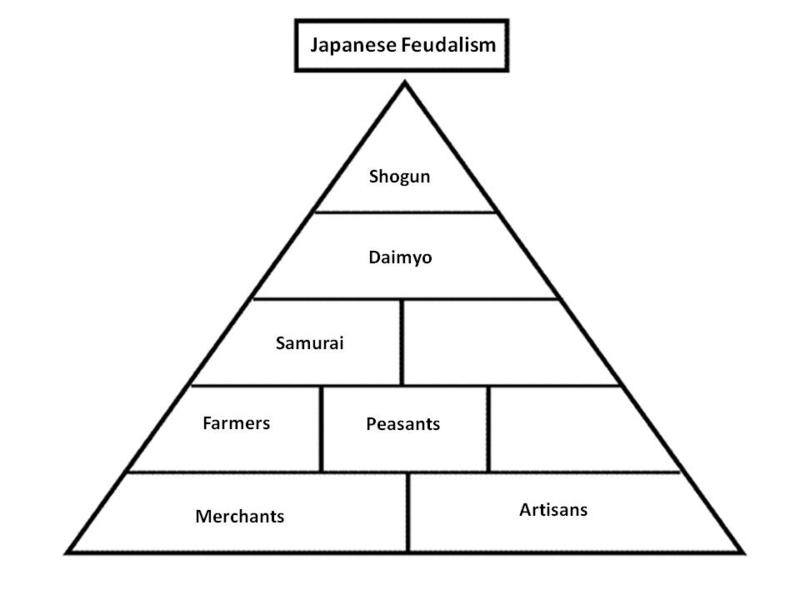 Japanese Feudalism
Shogun
Daimyo
Samurai
Farmers
Peasants
Merchants
Artisans